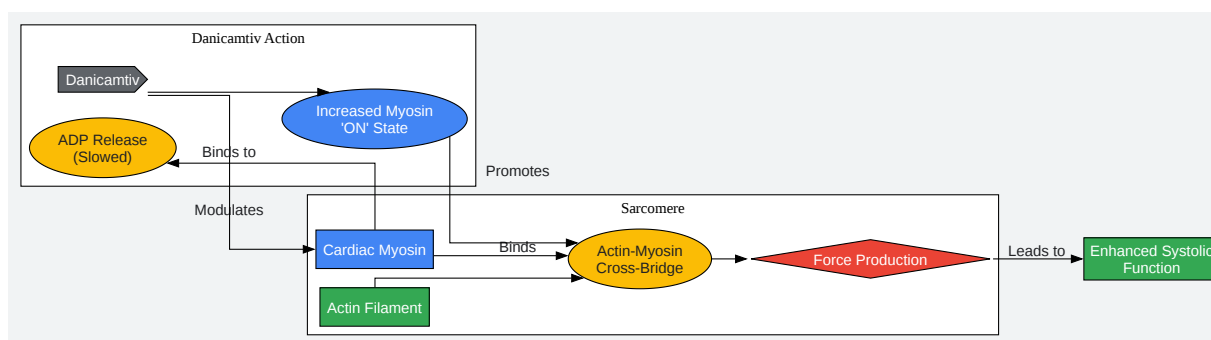 Danicamtiv Action
Danicamtiv
Increased Myosin
'ON' State
ADP Release
(Slowed)
Binds to
Promotes
Modulates
Sarcomere
Cardiac Myosin
Binds
Actin-Myosin
Cross-Bridge
Force Production
Leads to
Enhanced Systolic
Function
Actin Filament